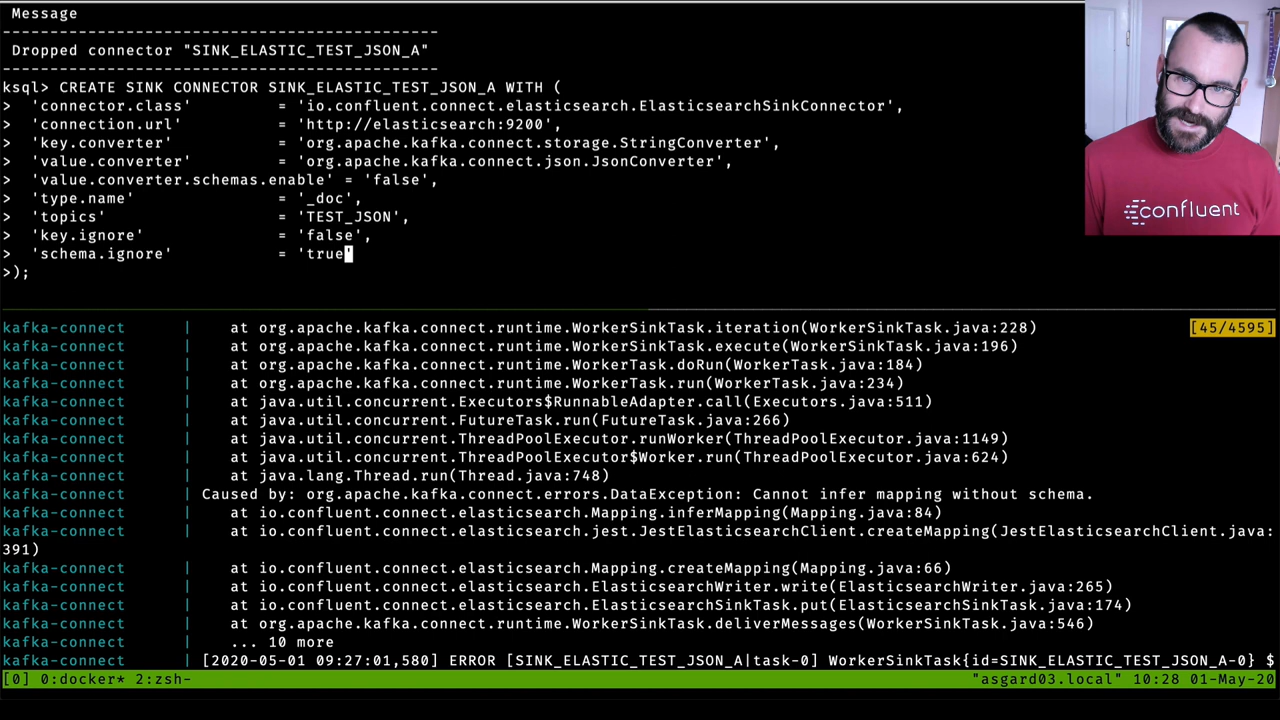 Message
-----------------------------------------------------
Dropped connector "SINK_ELASTIC_TEST_JSON_A"
-----------------------------------------------------
ksql> CREATE SINK CONNECTOR SINK_ELASTIC_TEST_JSON_A WITH (
>  'connector.class'          = 'io.confluent.connect.elasticsearch.ElasticsearchSinkConnector',
>  'connection.url'           = 'http://elasticsearch:9200',
>  'key.converter'            = 'org.apache.kafka.connect.storage.StringConverter',
>  'value.converter'          = 'org.apache.kafka.connect.json.JsonConverter',
>  'value.converter.schemas.enable' = 'false',
>  'type.name'                = '_doc',
>  'topics'                   = 'TEST_JSON',
>  'key.ignore'               = 'false',
>  'schema.ignore'            = 'true'
>);
confluent
kafka-connect | at org.apache.kafka.connect.runtime.WorkerSinkTask.iteration(WorkerSinkTask.java:228) [45/4595]
kafka-connect | at org.apache.kafka.connect.runtime.WorkerSinkTask.execute(WorkerSinkTask.java:196)
kafka-connect | at org.apache.kafka.connect.runtime.WorkerTask.doRun(WorkerTask.java:184)
kafka-connect | at org.apache.kafka.connect.runtime.WorkerTask.run(WorkerTask.java:234)
kafka-connect | at java.util.concurrent.Executors$RunnableAdapter.call(Executors.java:511)
kafka-connect | at java.util.concurrent.FutureTask.run(FutureTask.java:266)
kafka-connect | at java.util.concurrent.ThreadPoolExecutor.runWorker(ThreadPoolExecutor.java:1149)
kafka-connect | at java.util.concurrent.ThreadPoolExecutor$Worker.run(ThreadPoolExecutor.java:624)
kafka-connect | at java.lang.Thread.run(Thread.java:748)
kafka-connect | Caused by: org.apache.kafka.connect.errors.DataException: Cannot infer mapping without schema.
kafka-connect | at io.confluent.connect.elasticsearch.Mapping.inferMapping(Mapping.java:84)
kafka-connect | at io.confluent.connect.elasticsearch.jest.JestElasticsearchClient.createMapping(JestElasticsearchClient.java:
391)
kafka-connect | at io.confluent.connect.elasticsearch.Mapping.createMapping(Mapping.java:66)
kafka-connect | at io.confluent.connect.elasticsearch.ElasticsearchWriter.write(ElasticsearchWriter.java:265)
kafka-connect | at io.confluent.connect.elasticsearch.ElasticsearchSinkTask.put(ElasticsearchSinkTask.java:174)
kafka-connect | at org.apache.kafka.connect.runtime.WorkerSinkTask.deliverMessages(WorkerSinkTask.java:546)
kafka-connect | ... 10 more
kafka-connect | [2020-05-01 09:27:01,580] ERROR [SINK_ELASTIC_TEST_JSON_A|task-0] WorkerSinkTask{id=SINK_ELASTIC_TEST_JSON_A-0} $
[0] 0:docker* 2:zsh- "asgard03.local" 10:28 01-May-20